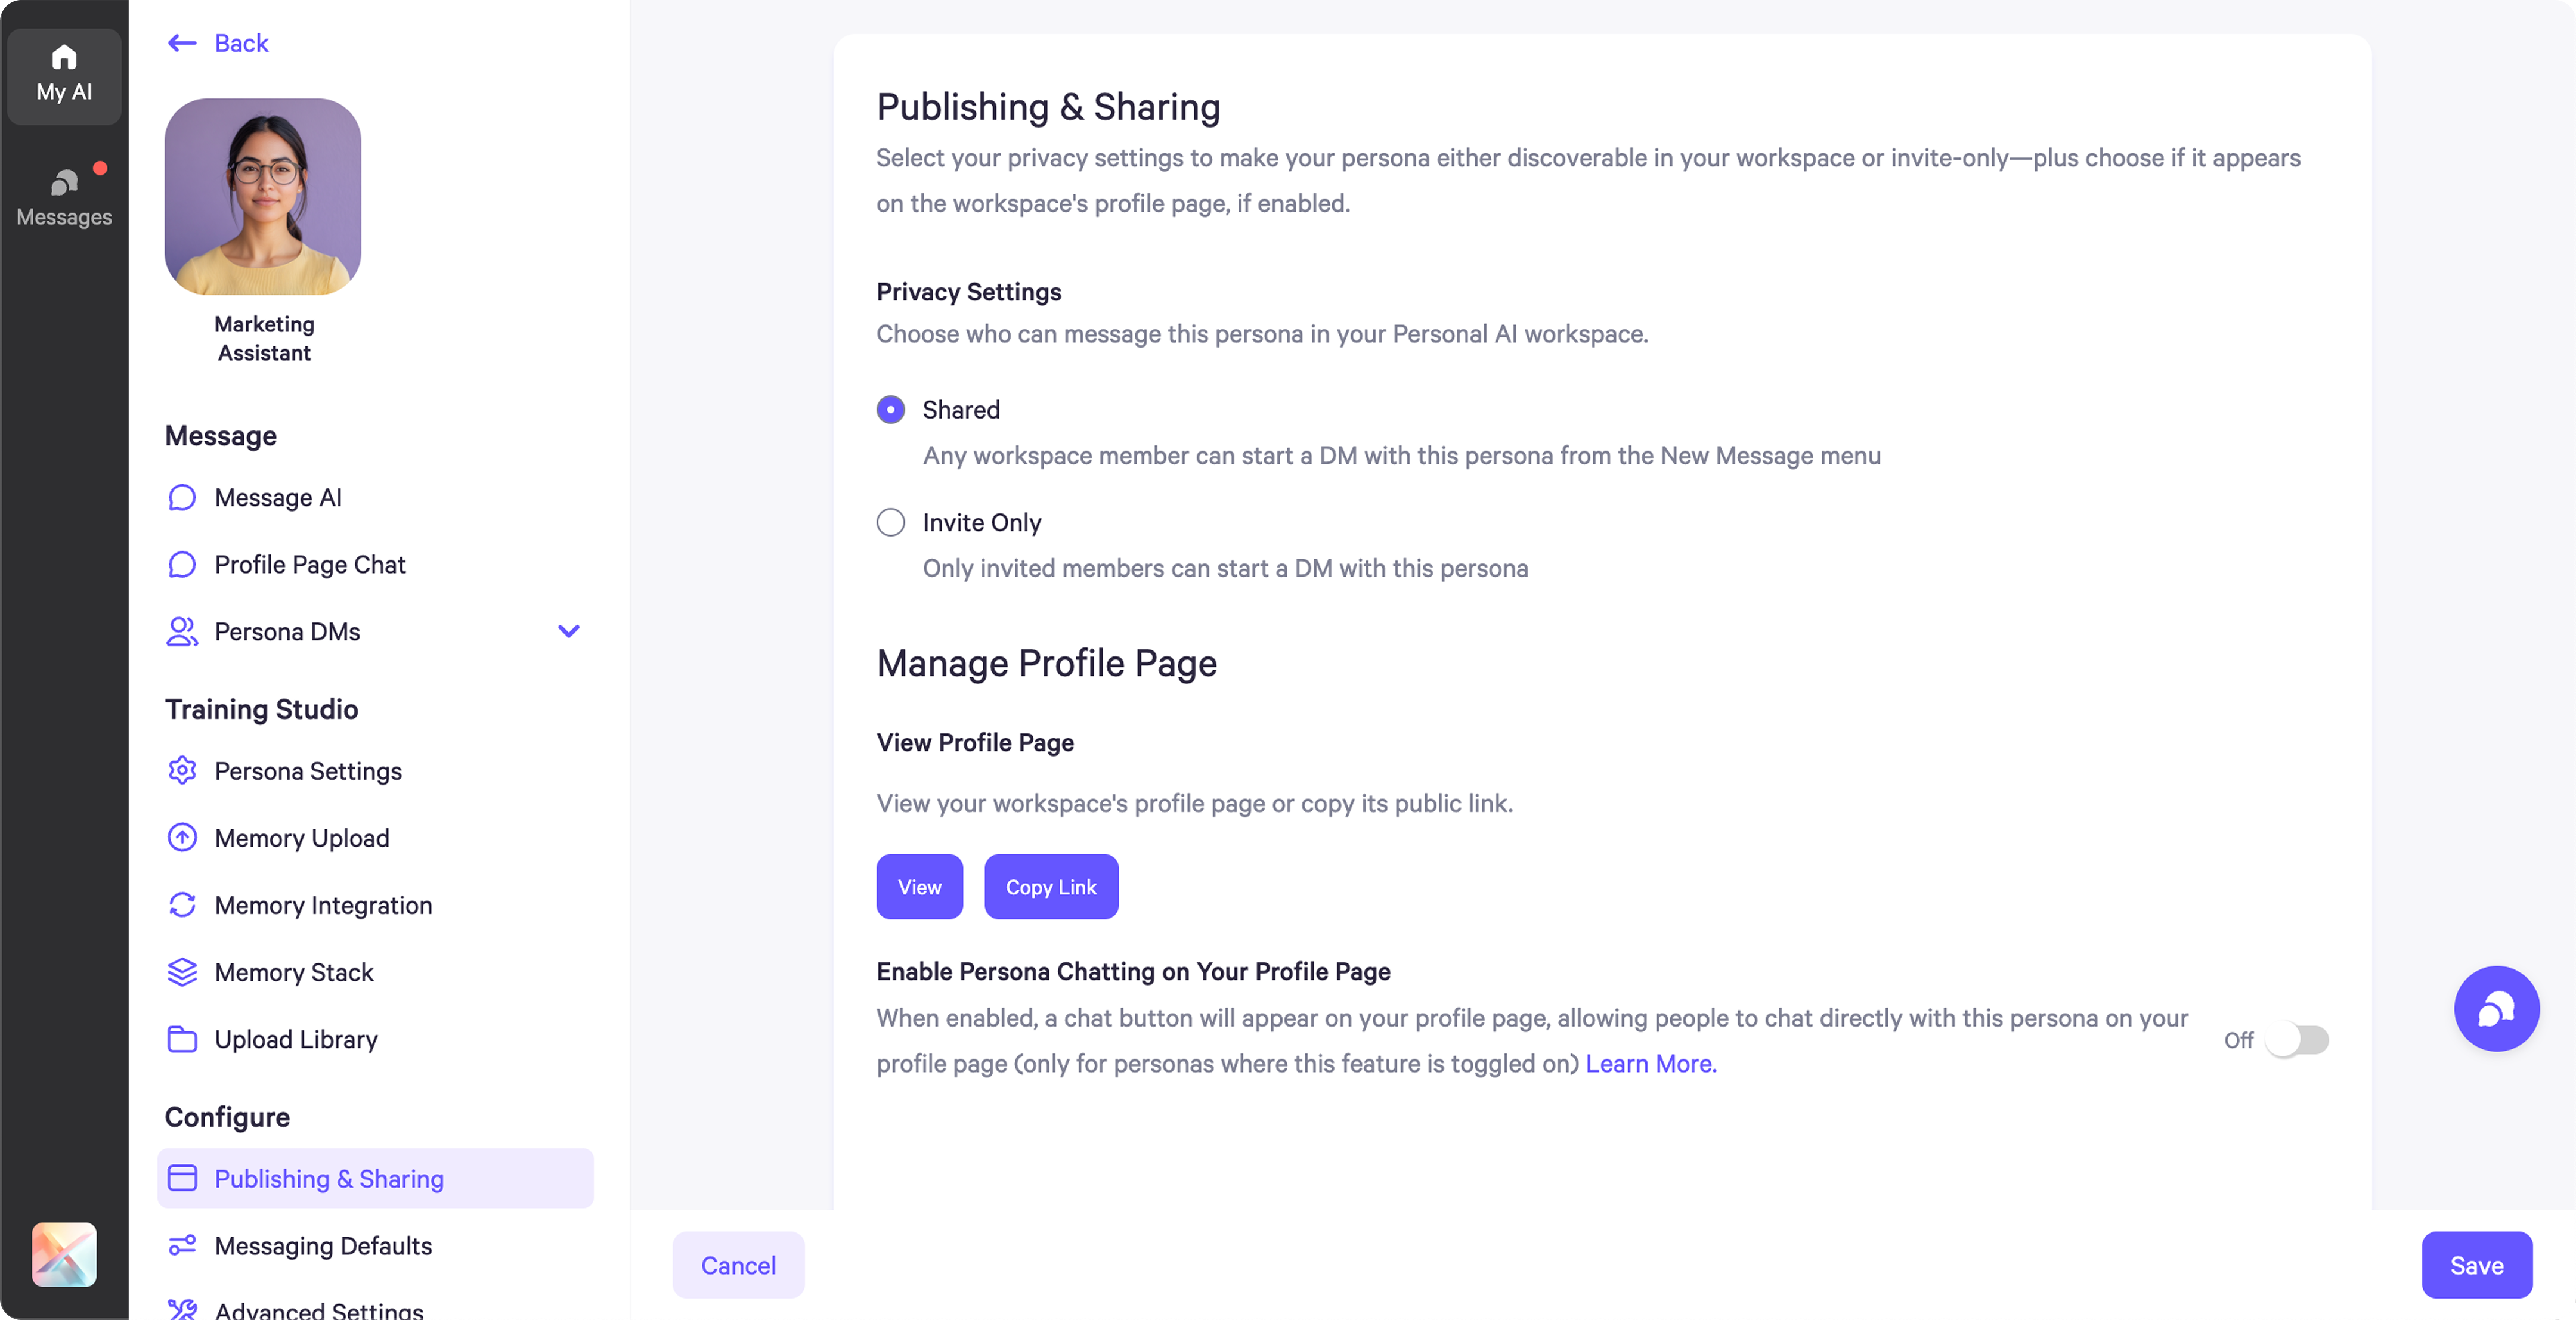 My AI
Messages
Back
Marketing
Assistant
Message
Message AI
Profile Page Chat
Persona DMs
Training Studio
Persona Settings
Memory Upload
Memory Integration
Memory Stack
Upload Library
Configure
Publishing & Sharing
Messaging Defaults
Advanced Settings
Publishing & Sharing
Select your privacy settings to make your persona either discoverable in your workspace or invite-only—plus choose if it appears
on the workspace's profile page, if enabled.
Privacy Settings
Choose who can message this persona in your Personal AI workspace.
Shared
Any workspace member can start a DM with this persona from the New Message menu
Invite Only
Only invited members can start a DM with this persona
Manage Profile Page
View Profile Page
View your workspace's profile page or copy its public link.
View
Copy Link
Enable Persona Chatting on Your Profile Page
When enabled, a chat button will appear on your profile page, allowing people to chat directly with this persona on your
profile page (only for personas where this feature is toggled on) Learn More.
Off
Cancel
Save